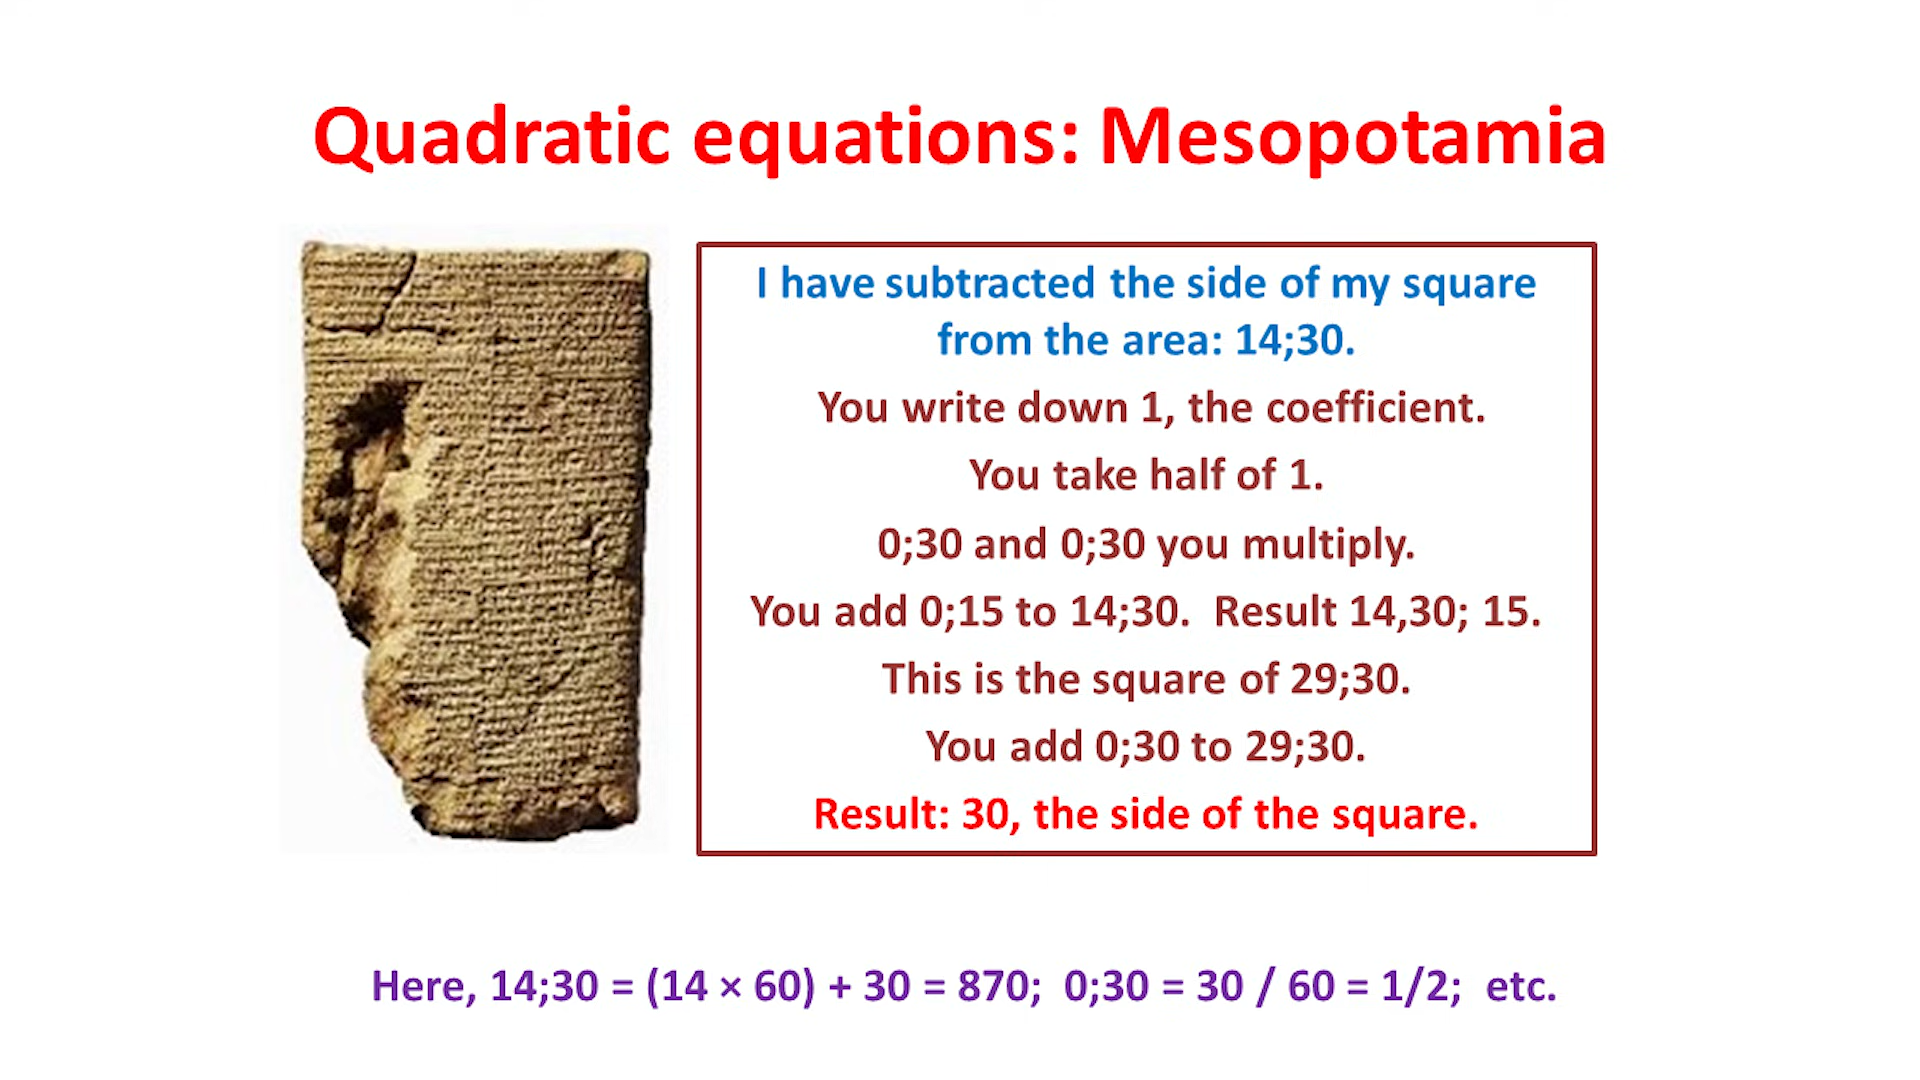 Quadratic equations: Mesopotamia
I have subtracted the side of my square
from the area: 14;30.
You write down 1, the coefficient.
You take half of 1.
0;30 and 0;30 you multiply.
You add 0;15 to 14;30.  Result 14,30; 15.
This is the square of 29;30.
You add 0;30 to 29;30.
Result: 30, the side of the square.
Here, 14;30 = (14 × 60) + 30 = 870;  0;30 = 30 / 60 = 1/2;  etc.